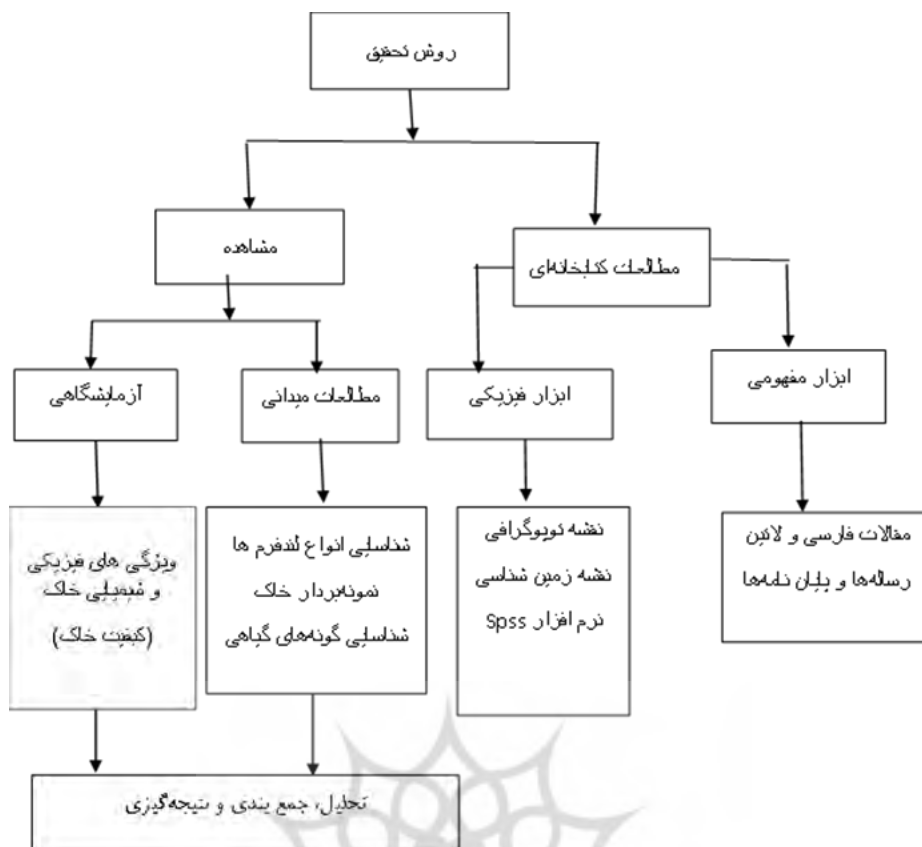 روش تحقیق
مشاهده
مطالعات کتابخانه‌ای
آزمایشگاهی
مطالعات میدانی
ابزار فیزیکی
ابزار مفهومی
ویژگی های فیزیکی
و شیمیایی خاک
(کیفیت خاک)
شناسایی انواع لندفرم ها
نمونه‌بردار خاک
شناسایی گونه‌های گیاهی
نقشه توپوگرافی
نقشه زمین شناسی
نرم افزار Spss
مقالات فارسی و لاتین
رساله‌ها و پایان نامه‌ها
تحلیل، جمع بندی و نتیجه‌گیری